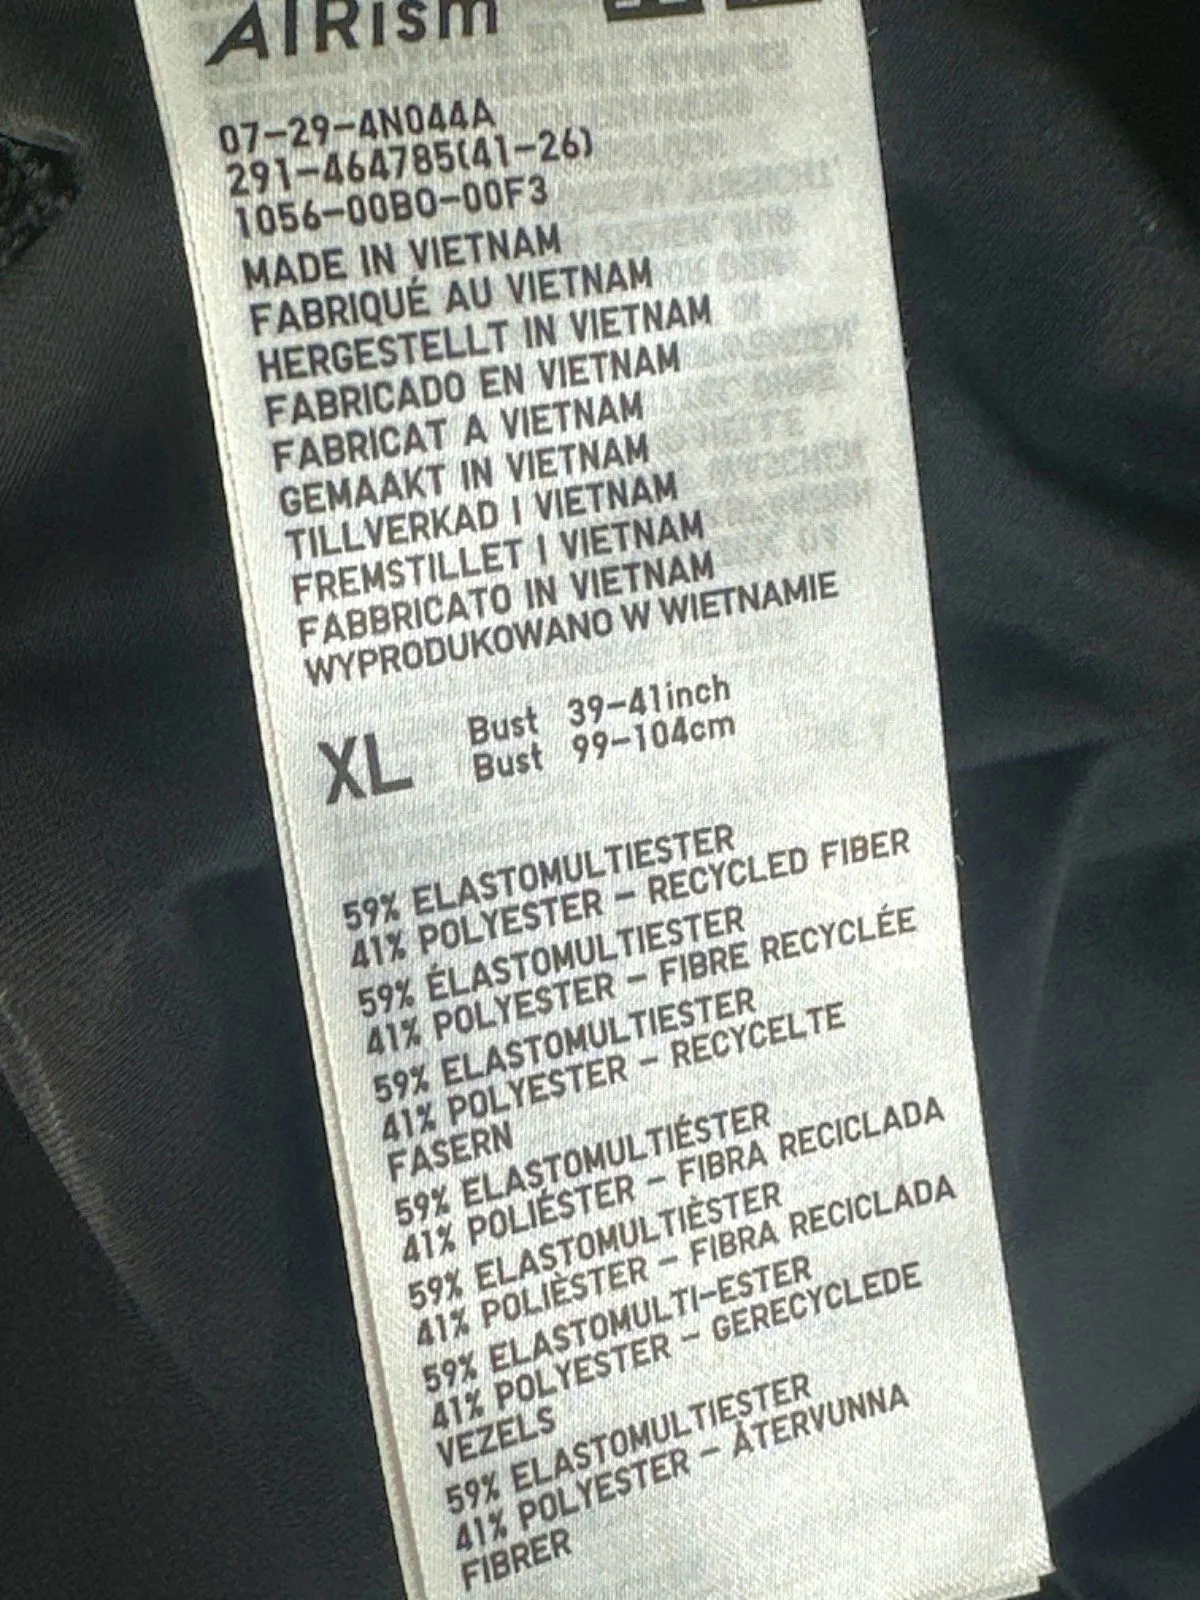 AIRism
07-29-4N044A
291-464785(41-26)
1056-00B0-00F3
MADE IN VIETNAM
FABRIQUÉ AU VIETNAM
HERGESTELLT IN VIETNAM
FABRICADO EN VIETNAM
FABRICAT A VIETNAM
GEMAAKT IN VIETNAM
TILLVERKAD I VIETNAM
FREMSTILLET I VIETNAM
FABBRICATO IN VIETNAM
WYPRODUKOWANO W WIETNAMIE
XL Bust 39-41inch
Bust 99-104cm
59% ELASTOMULTIESTER
41% POLYESTER - RECYCLED FIBER
59% ÉLASTOMULTIESTER
41% POLYESTER - FIBRE RECYCLÉE
59% ELASTOMULTIESTER
41% POLYESTER - RECYCELTE
FASERN
59% ELASTOMULTIÉSTER
41% POLIÉSTER - FIBRA RECICLADA
59% ELASTOMULTIÈSTER
41% POLIÈSTER - FIBRA RECICLADA
59% ELASTOMULTI-ESTER
41% POLYESTER - GERECYCLEDE
VEZELS
59% ELASTOMULTIESTER
41% POLYESTER - ÅTERVUNNA
FIBRER